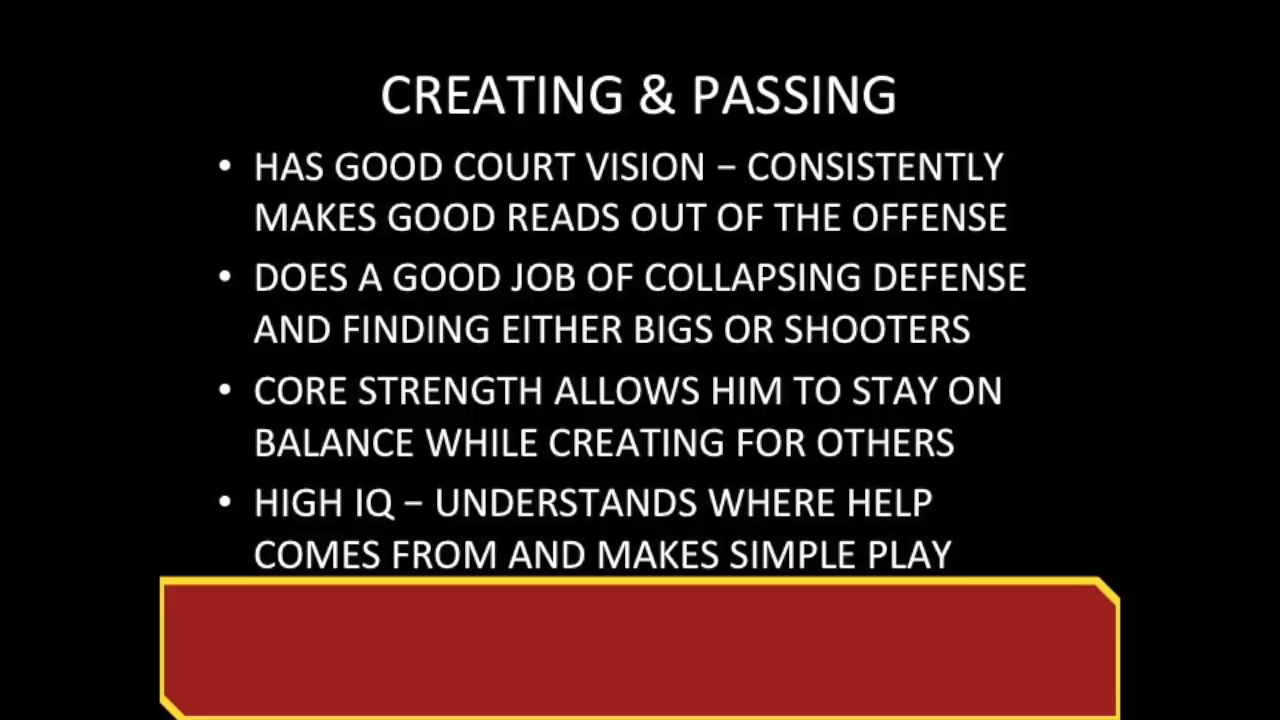 CREATING & PASSING
• HAS GOOD COURT VISION – CONSISTENTLY
MAKES GOOD READS OUT OF THE OFFENSE
• DOES A GOOD JOB OF COLLAPSING DEFENSE
AND FINDING EITHER BIGS OR SHOOTERS
• CORE STRENGTH ALLOWS HIM TO STAY ON
BALANCE WHILE CREATING FOR OTHERS
• HIGH IQ – UNDERSTANDS WHERE HELP
COMES FROM AND MAKES SIMPLE PLAY